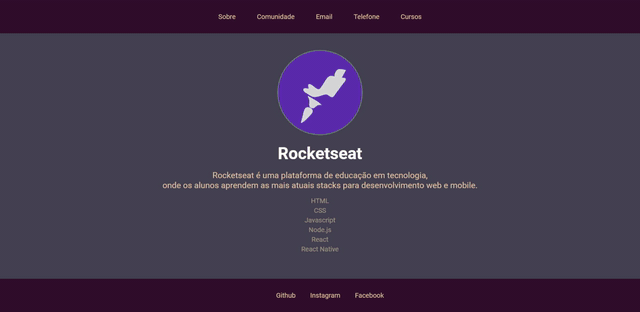 Sobre Comunidade Email Telefone Cursos
Rocketseat
Rocketseat é uma plataforma de educação em tecnologia,
onde os alunos aprendem as mais atuais stacks para desenvolvimento web e mobile.
HTML
CSS
Javascript
Node.js
React
React Native
Github Instagram Facebook